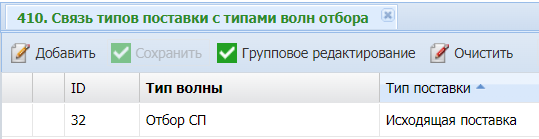 410. Связь типов поставки с типами волн отбора
Добавить Сохранить Групповое редактирование Очистить
ID Тип волны Тип поставки
32 Отбор СП Исходящая поставка